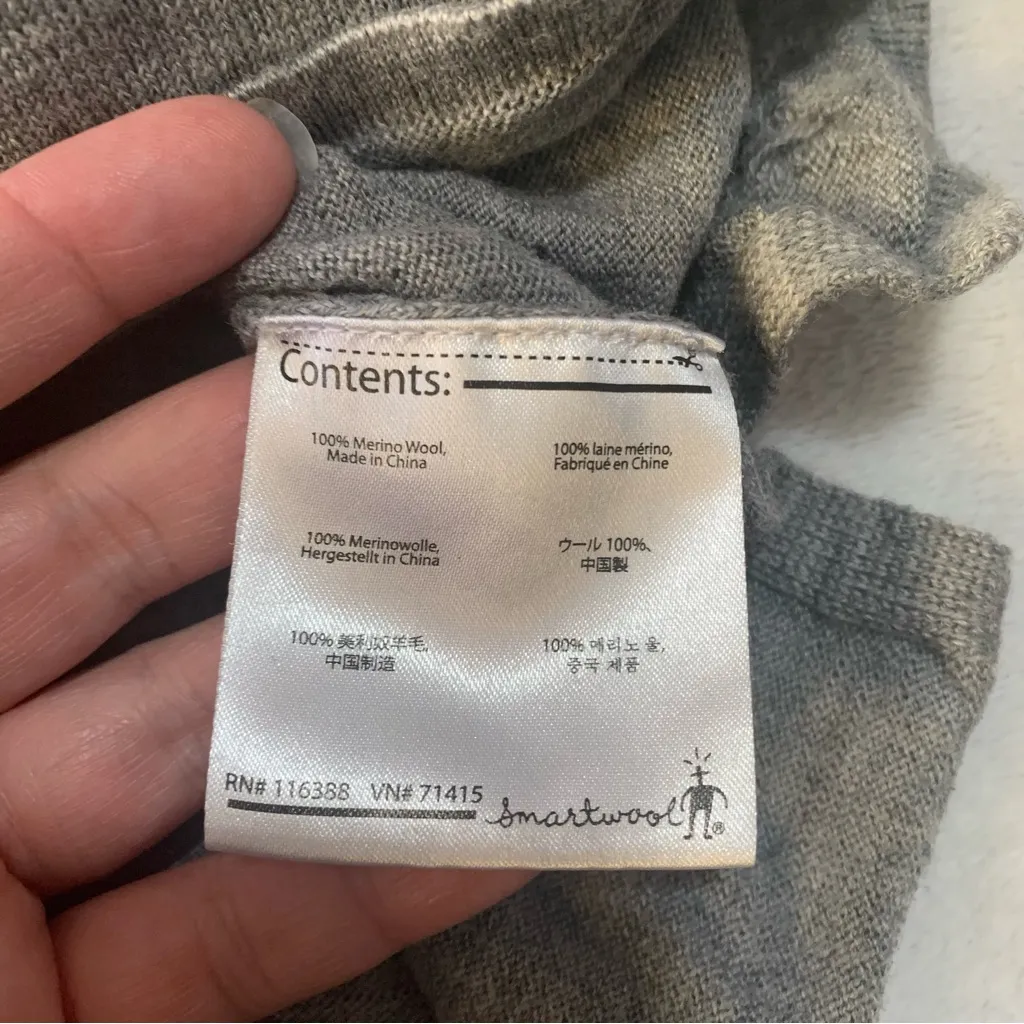 Contents:
100% Merino Wool,
Made in China
100% laine mérino,
Fabriqué en Chine
100% Merinowolle,
Hergestellt in China
ウール 100%、
中国製
100% 美利奴羊毛,
中国制造
100% 메리노 울,
중국 제품
RN# 116388 VN# 71415
Smartwool®